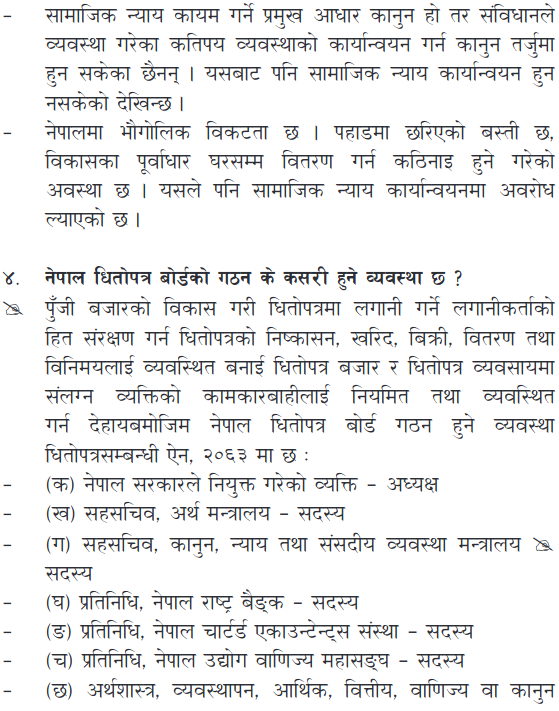 – सामाजिक न्याय कायम गर्ने प्रमुख आधार कानुन हो तर संविधानले
व्यवस्था गरेका कतिपय व्यवस्थाको कार्यान्वयन गर्न कानुन तर्जुमा
हुन सकेका छैनन् । यसबाट पनि सामाजिक न्याय कार्यान्वयन हुन
नसकेको देखिन्छ ।
– नेपालमा भौगोलिक विकटता छ । पहाडमा छरिएको बस्ती छ,
विकासका पूर्वाधार घरसम्म वितरण गर्न कठिनाइ हुने गरेको
अवस्था छ । यसले पनि सामाजिक न्याय कार्यान्वयनमा अवरोध
ल्याएको छ ।
४. नेपाल धितोपत्र बोर्डको गठन के कसरी हुने व्यवस्था छ ?
✎ पुँजी बजारको विकास गरी धितोपत्रमा लगानी गर्ने लगानीकर्ताको
हित संरक्षण गर्न धितोपत्रको निष्कासन, खरिद, बिक्री, वितरण तथा
विनिमयलाई व्यवस्थित बनाई धितोपत्र बजार र धितोपत्र व्यवसायमा
संलग्न व्यक्तिको कामकारबाहीलाई नियमित तथा व्यवस्थित
गर्न देहायबमोजिम नेपाल धितोपत्र बोर्ड गठन हुने व्यवस्था
धितोपत्रसम्बन्धी ऐन, २०६३ मा छ :
– (क) नेपाल सरकारले नियुक्त गरेको व्यक्ति – अध्यक्ष
– (ख) सहसचिव, अर्थ मन्त्रालय – सदस्य
– (ग) सहसचिव, कानुन, न्याय तथा संसदीय व्यवस्था मन्त्रालय ✎
सदस्य
– (घ) प्रतिनिधि, नेपाल राष्ट्र बैङ्क – सदस्य
– (ङ) प्रतिनिधि, नेपाल चार्टर्ड एकाउन्टेन्ट्स संस्था – सदस्य
– (च) प्रतिनिधि, नेपाल उद्योग वाणिज्य महासङ्घ – सदस्य
– (छ) अर्थशास्त्र, व्यवस्थापन, आर्थिक, वित्तीय, वाणिज्य वा कानुन